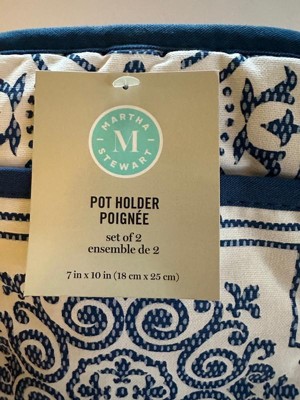 MARTHA
M
STEWART
POT HOLDER
POIGNÉE
set of 2
ensemble de 2
7 in x 10 in (18 cm x 25 cm)